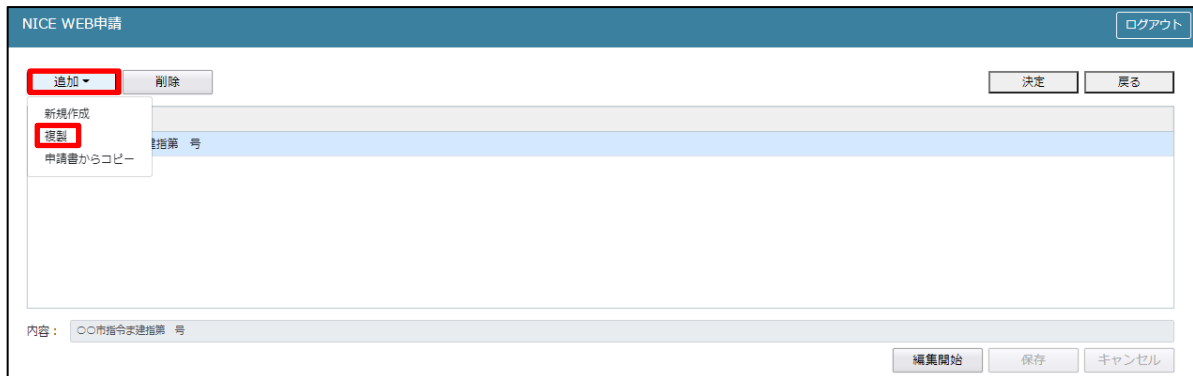 NICE WEB申請
ログアウト
追加▼ 削除 決定 戻る
新規作成
複製
建指第 号
申請書からコピー
内容： 〇〇市指令ま建指第 号
編集開始 保存 キャンセル